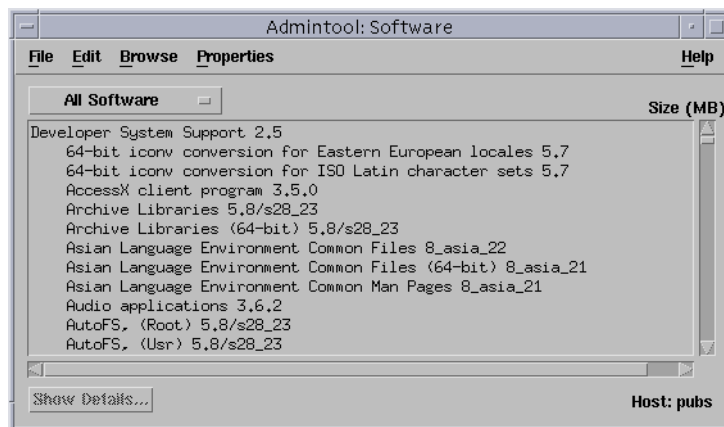 Admintool: Software
File Edit Browse Properties Help
All Software
Size (MB)
Developer System Support 2.5
64-bit iconv conversion for Eastern European locales 5.7
64-bit iconv conversion for ISO Latin character sets 5.7
AccessX client program 3.5.0
Archive Libraries 5.8/s28_23
Archive Libraries (64-bit) 5.8/s28_23
Asian Language Environment Common Files 8_asia_22
Asian Language Environment Common Files (64-bit) 8_asia_21
Asian Language Environment Common Man Pages 8_asia_21
Audio applications 3.6.2
AutoFS, (Root) 5.8/s28_23
AutoFS, (Usr) 5.8/s28_23
Show Details...
Host: pubs